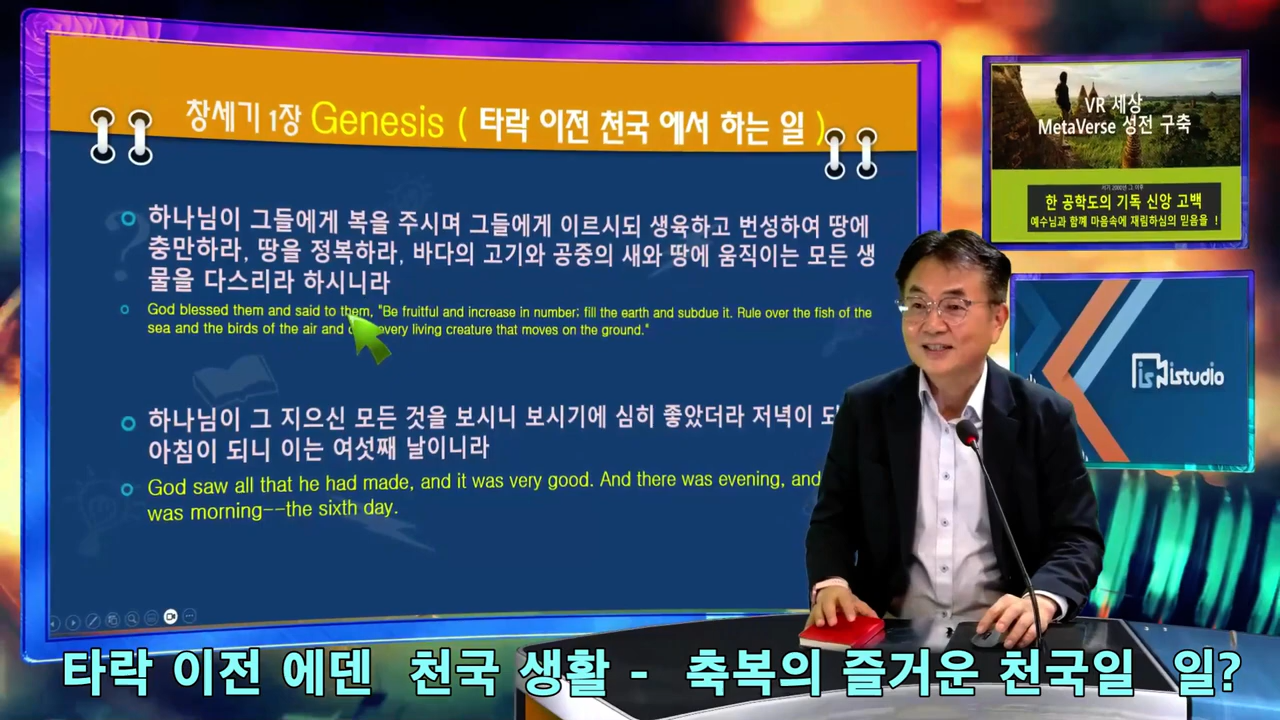 창세기 1장 Genesis ( 타락 이전 천국 에서 하는 일 )
하나님이 그들에게 복을 주시며 그들에게 이르시되 생육하고 번성하여 땅에
충만하라, 땅을 정복하라, 바다의 고기와 공중의 새와 땅에 움직이는 모든 생
물을 다스리라 하시니라
God blessed them and said to them, "Be fruitful and increase in number; fill the earth and subdue it. Rule over the fish of the
sea and the birds of the air and every living creature that moves on the ground."
하나님이 그 지으신 모든 것을 보시니 보시기에 심히 좋았더라 저녁이 되
아침이 되니 이는 여섯째 날이니라
God saw all that he had made, and it was very good. And there was evening, and
was morning--the sixth day.
VR 세상
MetaVerse 성전 구축
서기 2000년 그 이후
한 공학도의 기독 신앙 고백
예수님과 함께 마음속에 재림하심의 믿음을 !
is istudio
타락 이전 에덴 천국 생활 - 축복의 즐거운 천국일 일?